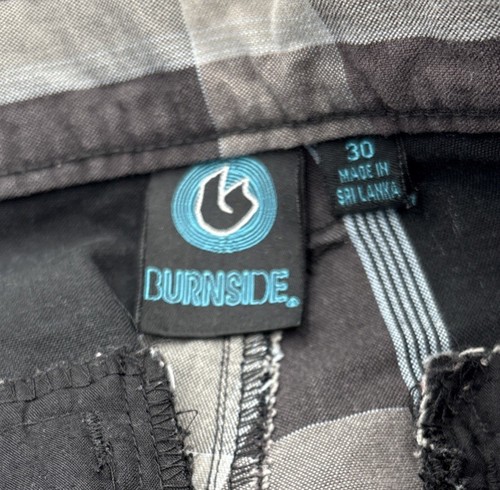 30
MADE IN
SRI LANKA
BURNSIDE®